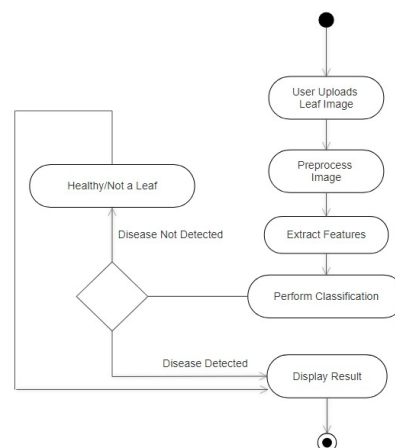 User Uploads
Leaf Image
Preprocess
Image
Healthy/Not a Leaf
Extract Features
Disease Not Detected
Perform Classification
Disease Detected
Display Result